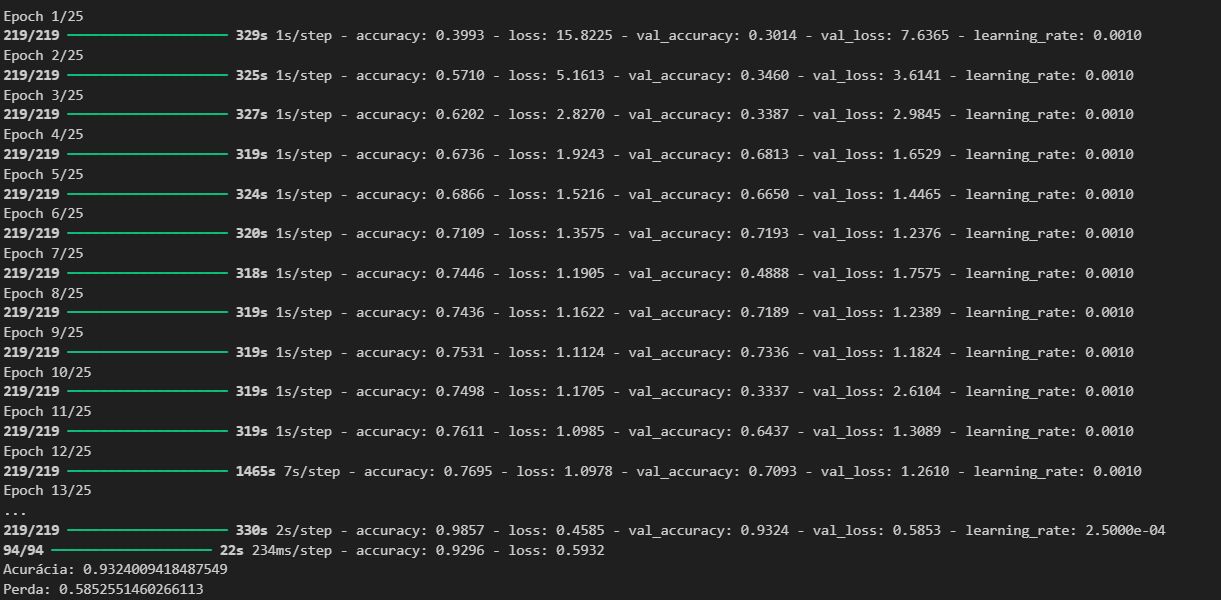 Epoch 1/25
219/219 ━━━━━━━━━━━━━━━━━━━━ 329s 1s/step - accuracy: 0.3993 - loss: 15.8225 - val_accuracy: 0.3014 - val_loss: 7.6365 - learning_rate: 0.0010
Epoch 2/25
219/219 ━━━━━━━━━━━━━━━━━━━━ 325s 1s/step - accuracy: 0.5710 - loss: 5.1613 - val_accuracy: 0.3460 - val_loss: 3.6141 - learning_rate: 0.0010
Epoch 3/25
219/219 ━━━━━━━━━━━━━━━━━━━━ 327s 1s/step - accuracy: 0.6202 - loss: 2.8270 - val_accuracy: 0.3387 - val_loss: 2.9845 - learning_rate: 0.0010
Epoch 4/25
219/219 ━━━━━━━━━━━━━━━━━━━━ 319s 1s/step - accuracy: 0.6736 - loss: 1.9243 - val_accuracy: 0.6813 - val_loss: 1.6529 - learning_rate: 0.0010
Epoch 5/25
219/219 ━━━━━━━━━━━━━━━━━━━━ 324s 1s/step - accuracy: 0.6866 - loss: 1.5216 - val_accuracy: 0.6650 - val_loss: 1.4465 - learning_rate: 0.0010
Epoch 6/25
219/219 ━━━━━━━━━━━━━━━━━━━━ 320s 1s/step - accuracy: 0.7109 - loss: 1.3575 - val_accuracy: 0.7193 - val_loss: 1.2376 - learning_rate: 0.0010
Epoch 7/25
219/219 ━━━━━━━━━━━━━━━━━━━━ 318s 1s/step - accuracy: 0.7446 - loss: 1.1905 - val_accuracy: 0.4888 - val_loss: 1.7575 - learning_rate: 0.0010
Epoch 8/25
219/219 ━━━━━━━━━━━━━━━━━━━━ 319s 1s/step - accuracy: 0.7436 - loss: 1.1622 - val_accuracy: 0.7189 - val_loss: 1.2389 - learning_rate: 0.0010
Epoch 9/25
219/219 ━━━━━━━━━━━━━━━━━━━━ 319s 1s/step - accuracy: 0.7531 - loss: 1.1124 - val_accuracy: 0.7336 - val_loss: 1.1824 - learning_rate: 0.0010
Epoch 10/25
219/219 ━━━━━━━━━━━━━━━━━━━━ 319s 1s/step - accuracy: 0.7498 - loss: 1.1705 - val_accuracy: 0.3337 - val_loss: 2.6104 - learning_rate: 0.0010
Epoch 11/25
219/219 ━━━━━━━━━━━━━━━━━━━━ 319s 1s/step - accuracy: 0.7611 - loss: 1.0985 - val_accuracy: 0.6437 - val_loss: 1.3089 - learning_rate: 0.0010
Epoch 12/25
219/219 ━━━━━━━━━━━━━━━━━━━━ 1465s 7s/step - accuracy: 0.7695 - loss: 1.0978 - val_accuracy: 0.7093 - val_loss: 1.2610 - learning_rate: 0.0010
Epoch 13/25
...
219/219 ━━━━━━━━━━━━━━━━━━━━ 330s 2s/step - accuracy: 0.9857 - loss: 0.4585 - val_accuracy: 0.9324 - val_loss: 0.5853 - learning_rate: 2.5000e-04
94/94 ━━━━━━━━━━━━━━━━━━━━ 22s 234ms/step - accuracy: 0.9296 - loss: 0.5932
Acurácia: 0.9324009418487549
Perda: 0.5852551460266113